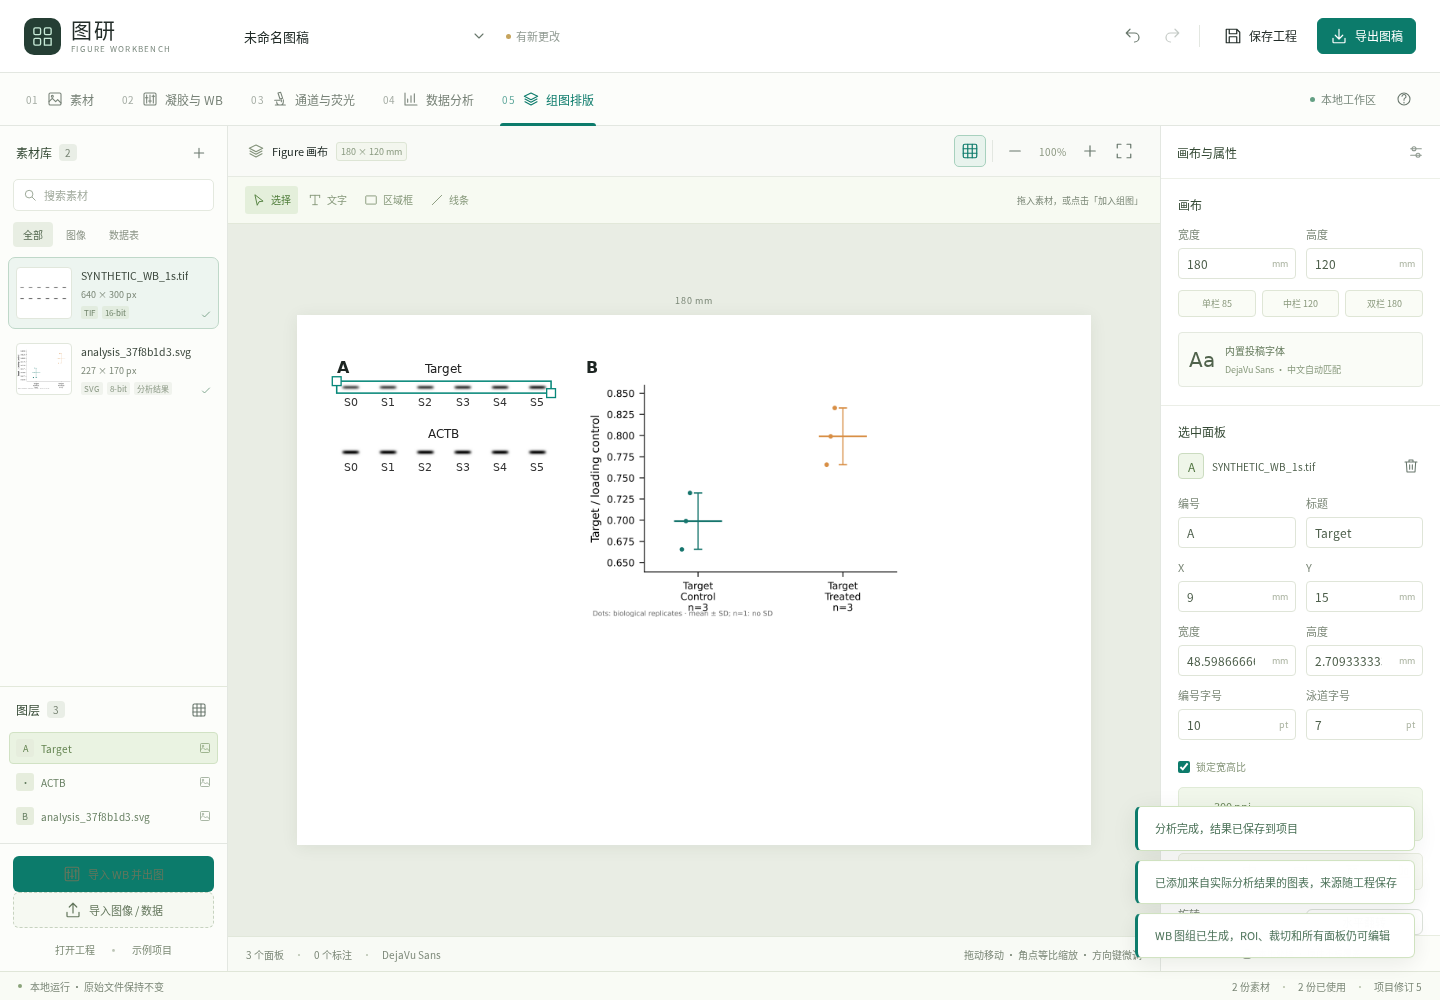 图研
FIGURE WORKBENCH
未命名图稿
有新更改
保存工程
导出图稿
01 素材
02 凝胶与 WB
03 通道与荧光
04 数据分析
05 组图排版
本地工作区
素材库 2
搜索素材
全部 图像 数据表
SYNTHETIC_WB_1s.tif
640 × 300 px
TIF 16-bit
analysis_37f8b1d3.svg
227 × 170 px
SVG 8-bit 分析结果
图层 3
A Target
· ACTB
B analysis_37f8b1d3.svg
导入 WB 并出图
导入图像 / 数据
打开工程 · 示例项目
Figure 画布 180 × 120 mm
100%
选择 文字 区域框 线条
拖入素材，或点击「加入组图」
180 mm
A Target
S0 S1 S2 S3 S4 S5
ACTB
S0 S1 S2 S3 S4 S5
B
Target / loading control
0.850
0.825
0.800
0.775
0.750
0.725
0.700
0.675
0.650
Target
Control
n=3
Target
Treated
n=3
Dots: biological replicates · mean ± SD; n=1: no SD
3 个面板 · 0 个标注 · DejaVu Sans
拖动移动 · 角点等比缩放 · 方向键微
画布与属性
画布
宽度 高度
180 mm 120 mm
单栏 85 中栏 120 双栏 180
Aa 内置投稿字体
DejaVu Sans · 中文自动匹配
选中面板
A SYNTHETIC_WB_1s.tif
编号 标题
A Target
X Y
9 mm 15 mm
宽度 高度
48.5986666 mm 2.70933333 mm
编号字号 泳道字号
10 pt 7 pt
锁定宽高比
分析完成，结果已保存到项目
已添加来自实际分析结果的图表，来源随工程保存
WB 图组已生成，ROI、裁切和所有面板仍可编辑
本地运行 · 原始文件保持不变
2 份素材 · 2 份已使用 · 项目修订 5